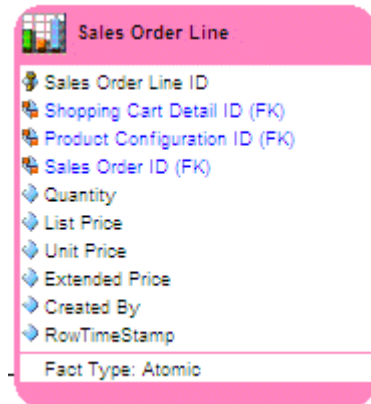 Sales Order Line
Sales Order Line ID
Shopping Cart Detail ID (FK)
Product Configuration ID (FK)
Sales Order ID (FK)
Quantity
List Price
Unit Price
Extended Price
Created By
RowTimeStamp
Fact Type: Atomic